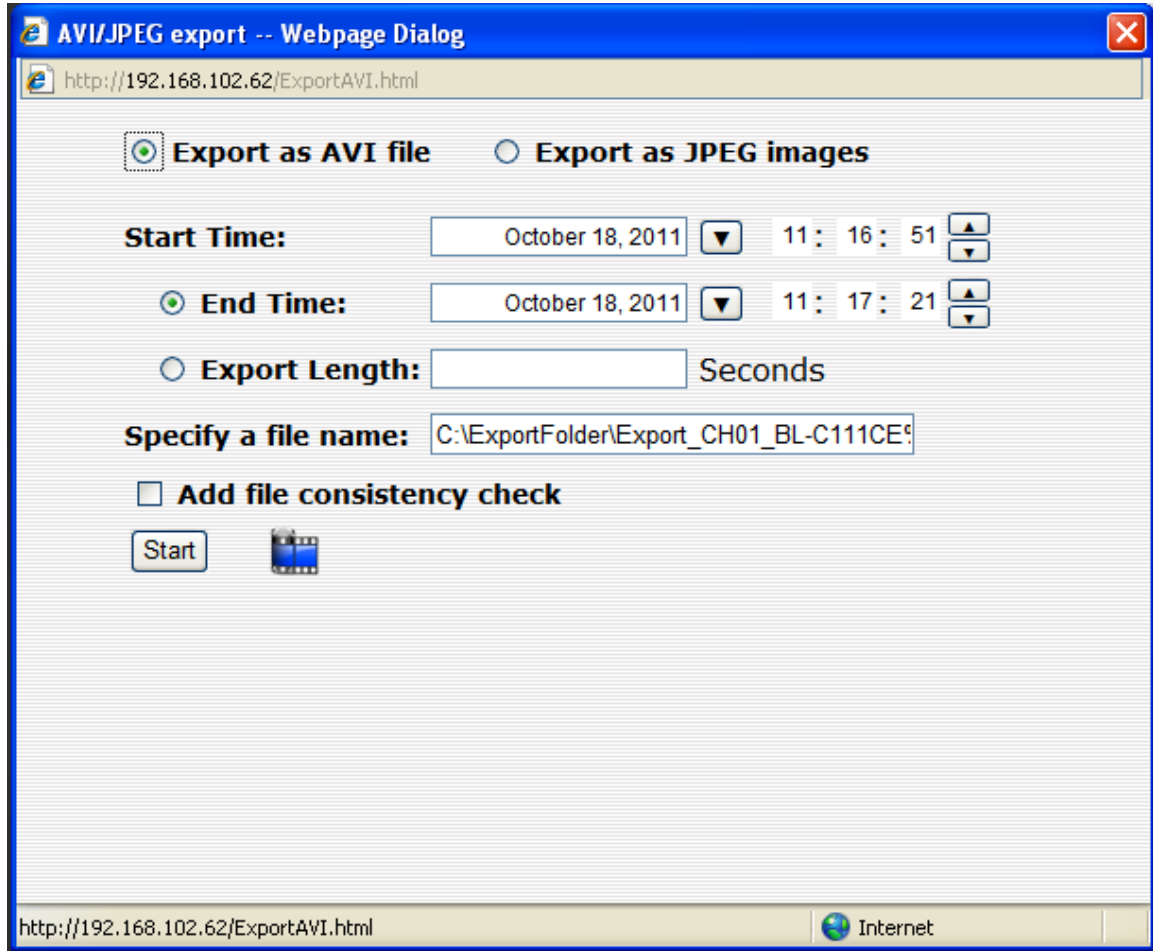 AVI/JPEG export -- Webpage Dialog
http://192.168.102.62/ExportAVI.html
Export as AVI file Export as JPEG images
Start Time: October 18, 2011 11: 16: 51
End Time: October 18, 2011 11: 17: 21
Export Length: Seconds
Specify a file name: C:\ExportFolder\Export_CH01_BL-C111CE
Add file consistency check
Start
http://192.168.102.62/ExportAVI.html Internet